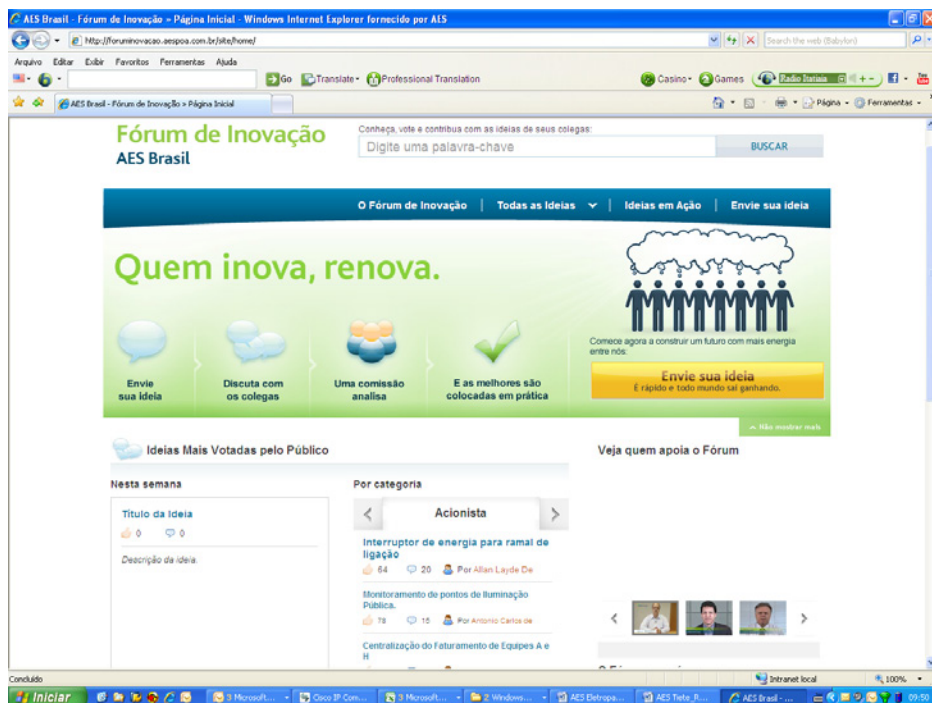 AES Brasil - Fórum de Inovação » Página Inicial - Windows Internet Explorer fornecido por AES
http://foruminovacao.aespoa.com.br/site/home/
Search the web (Babylon)
Arquivo Editar Exibir Favoritos Ferramentas Ajuda
Go Translate Professional Translation Casino Games Radio Itatiaia
AES Brasil - Fórum de Inovação » Página Inicial
Página Ferramentas
Fórum de Inovação
AES Brasil
Conheça, vote e contribua com as ideias de seus colegas:
Digite uma palavra-chave
BUSCAR
O Fórum de Inovação | Todas as Ideias | Ideias em Ação | Envie sua ideia
Quem inova, renova.
Envie
sua ideia
Discuta com
os colegas
Uma comissão
analisa
E as melhores são
colocadas em prática
Comece agora a construir um futuro com mais energia
entre nós:
Envie sua ideia
É rápido e todo mundo sai ganhando.
Não mostrar mais
Ideias Mais Votadas pelo Público
Nesta semana
Título da Ideia
0 0
Descrição da ideia.
Por categoria
Acionista
Interruptor de energia para ramal de
ligação
64 20 Por Allan Layde De
Monitoramento de pontos de Iluminação
Pública.
78 15 Por Antonio Carlos de
Centralização do Faturamento de Equipes A e
H
Veja quem apoia o Fórum
Concluído
Intranet local
100%
Iniciar
3 Microsoft...
Cisco IP Com...
3 Microsoft...
2 Windows...
AES Eletropa...
AES Tiete_R...
AES Brasil - ...
09:50